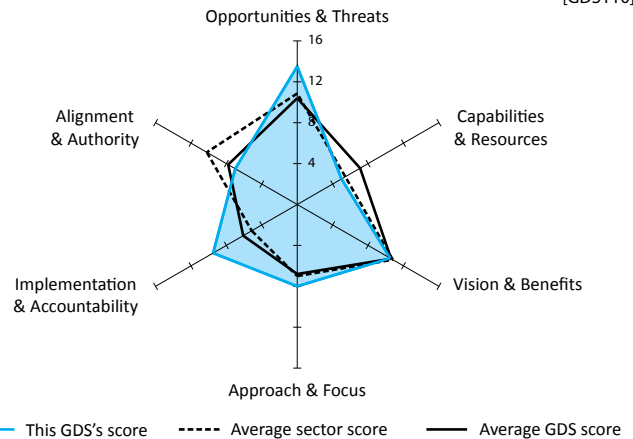 Opportunities & Threats
16
12
8
4
Alignment
& Authority
Capabilities
& Resources
Implementation
& Accountability
Vision & Benefits
Approach & Focus
This GDS's score
Average sector score
Average GDS score